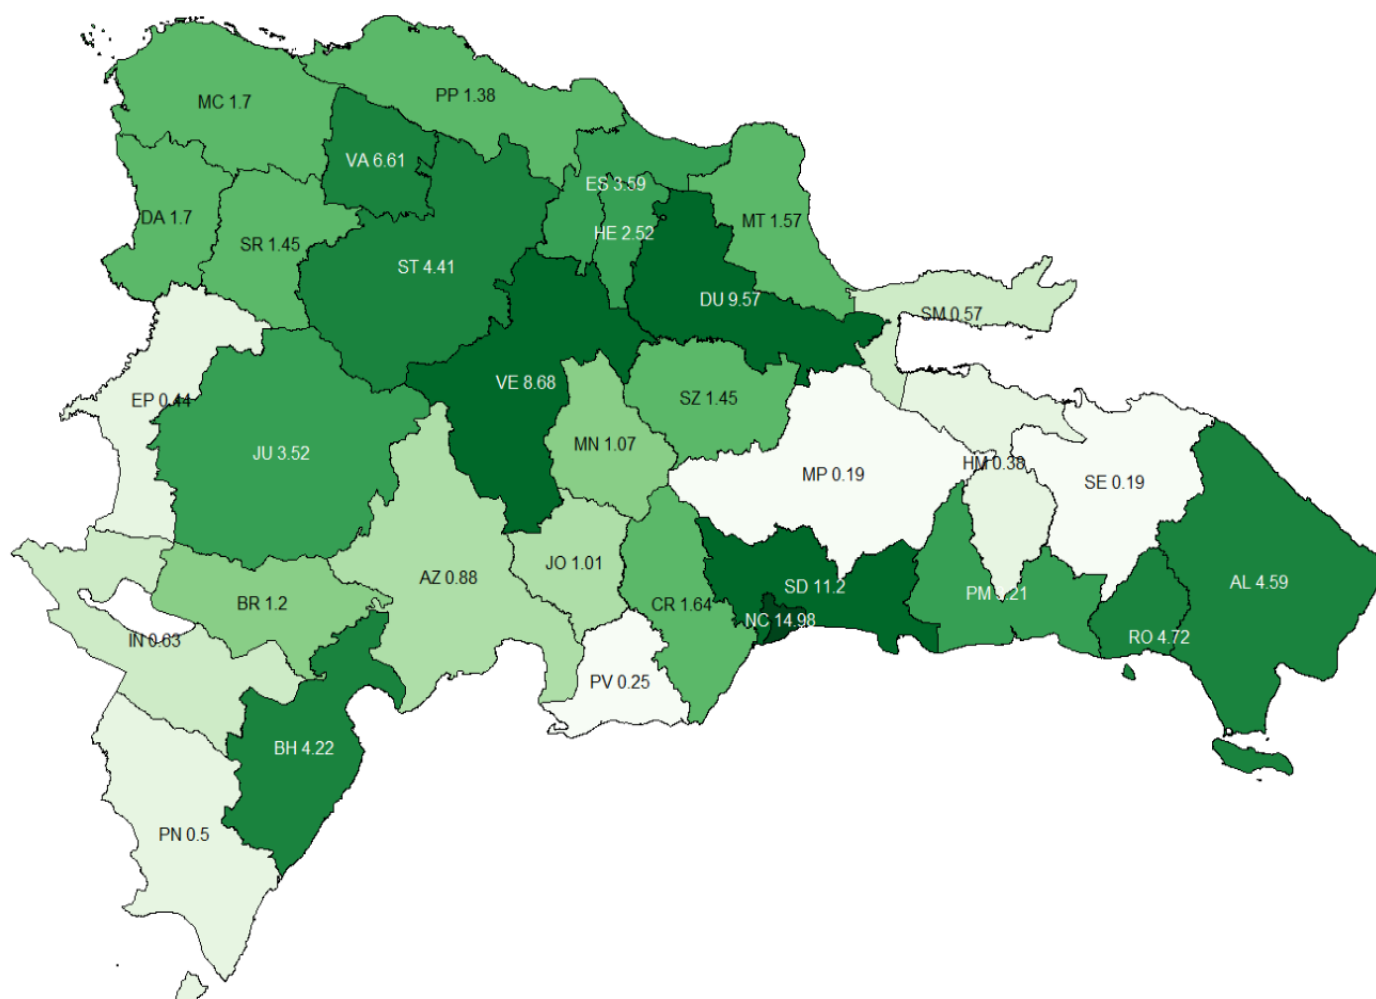 PP 1.38
MC 1.7
VA 6.61
ES 3.59
DA 1.7
MT 1.57
HE 2.52
SR 1.45
ST 4.41
DU 9.57
SM 0.57
VE 8.68
EP 0.44
SZ 1.45
MN 1.07
JU 3.52
HM 0.38
MP 0.19
SE 0.19
JO 1.01
AZ 0.88
AL 4.59
SD 11.2
PM
BR 1.2
CR 1.64
NC 14.98
RO 4.72
IN 0.63
PV 0.25
BH 4.22
PN 0.5